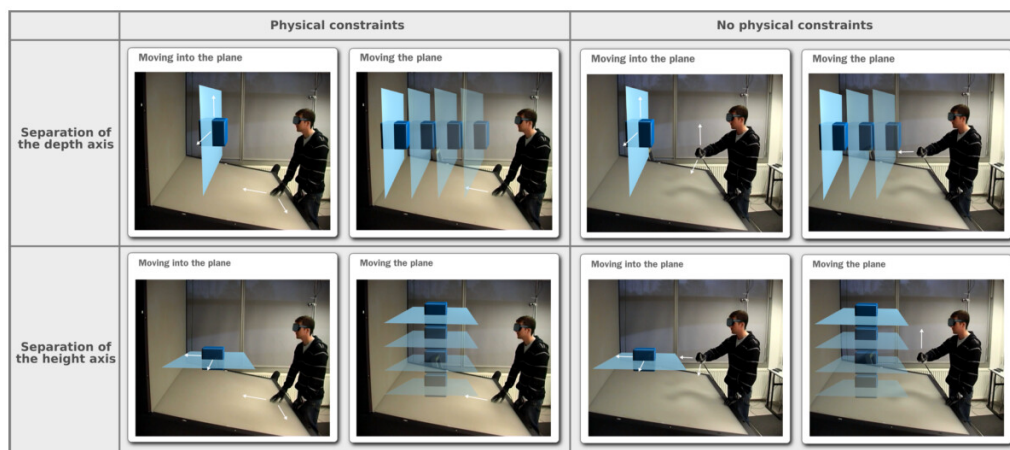 Physical constraints
No physical constraints
Separation of
the depth axis
Moving into the plane
Moving the plane
Moving into the plane
Moving the plane
Separation of
the height axis
Moving into the plane
Moving the plane
Moving into the plane
Moving the plane